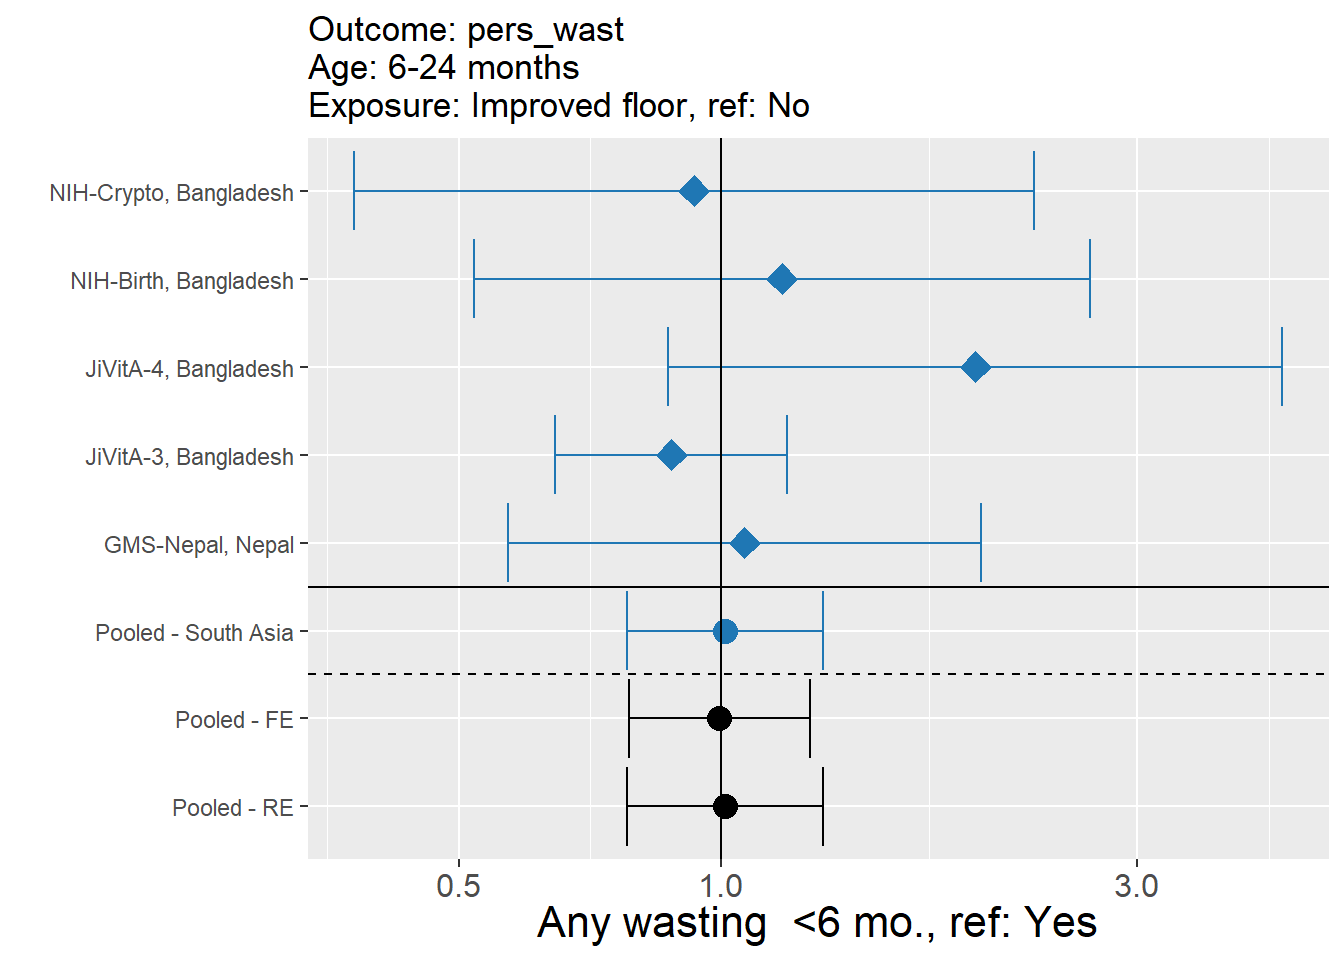 Outcome: pers_wast
Age: 6-24 months
Exposure: Improved floor, ref: No
NIH-Crypto, Bangladesh
NIH-Birth, Bangladesh
JiVitA-4, Bangladesh
JiVitA-3, Bangladesh
GMS-Nepal, Nepal
Pooled - South Asia
Pooled - FE
Pooled - RE
0.5 1.0 3.0
Any wasting  <6 mo., ref: Yes